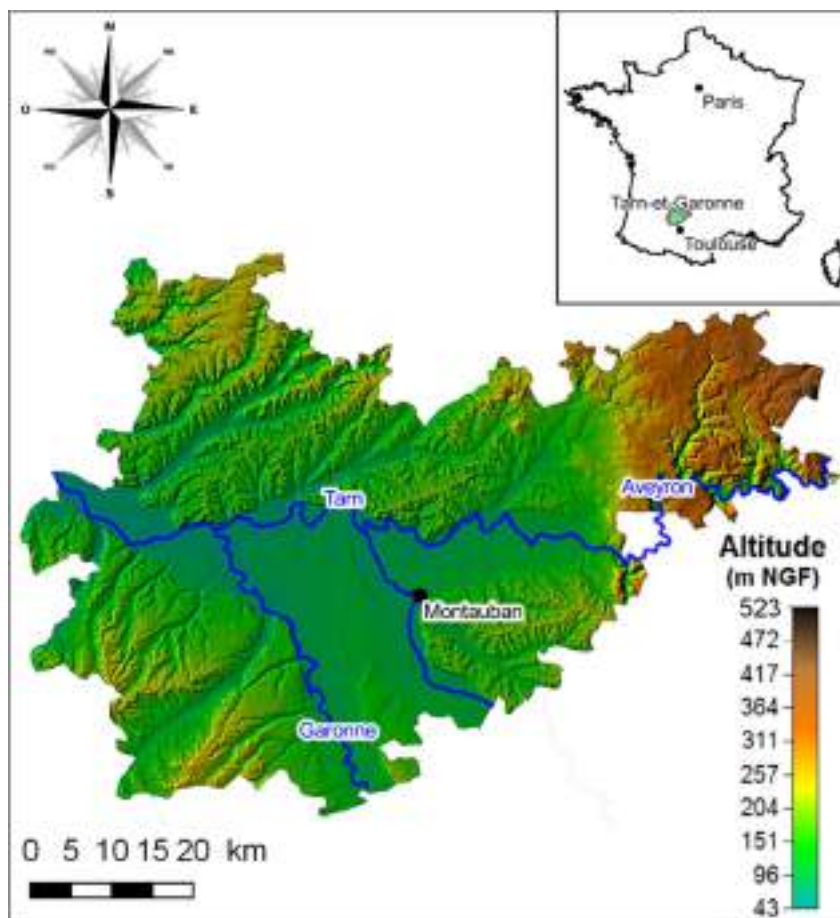 N
O
E
S
Paris
Tarn-et-Garonne
Toulouse
Tarn
Aveyron
Montauban
Garonne
Altitude
(m NGF)
523
472
417
364
311
257
204
151
96
43
0 5 10 15 20 km